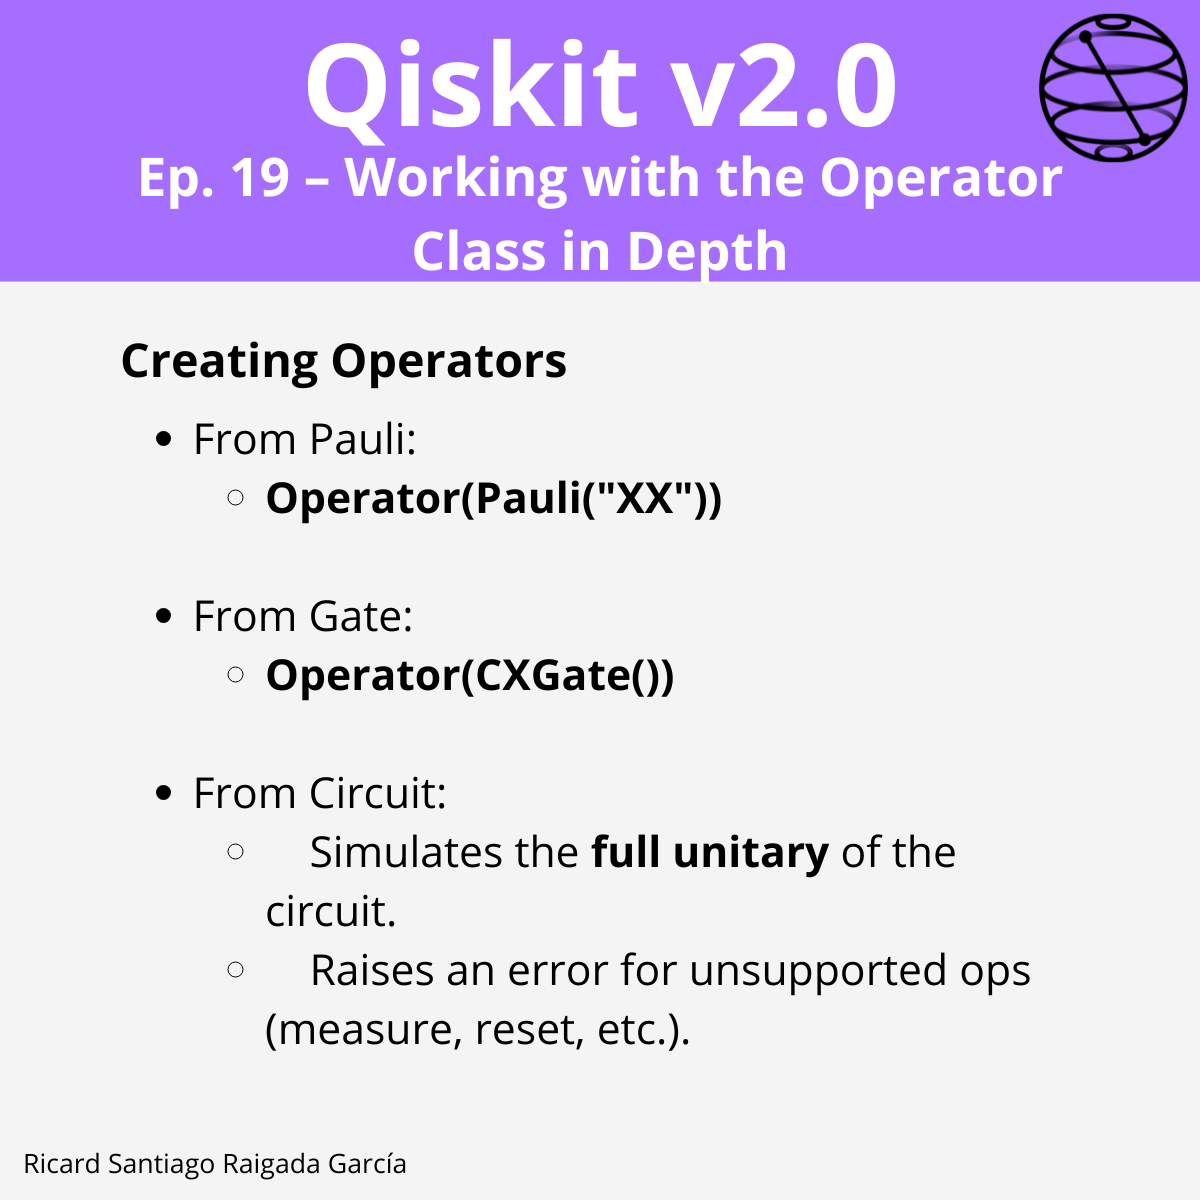 Qiskit v2.0
Ep. 19 – Working with the Operator
Class in Depth
Creating Operators
From Pauli:
Operator(Pauli("XX"))
From Gate:
Operator(CXGate())
From Circuit:
Simulates the full unitary of the
circuit.
Raises an error for unsupported ops
(measure, reset, etc.).
Ricard Santiago Raigada García